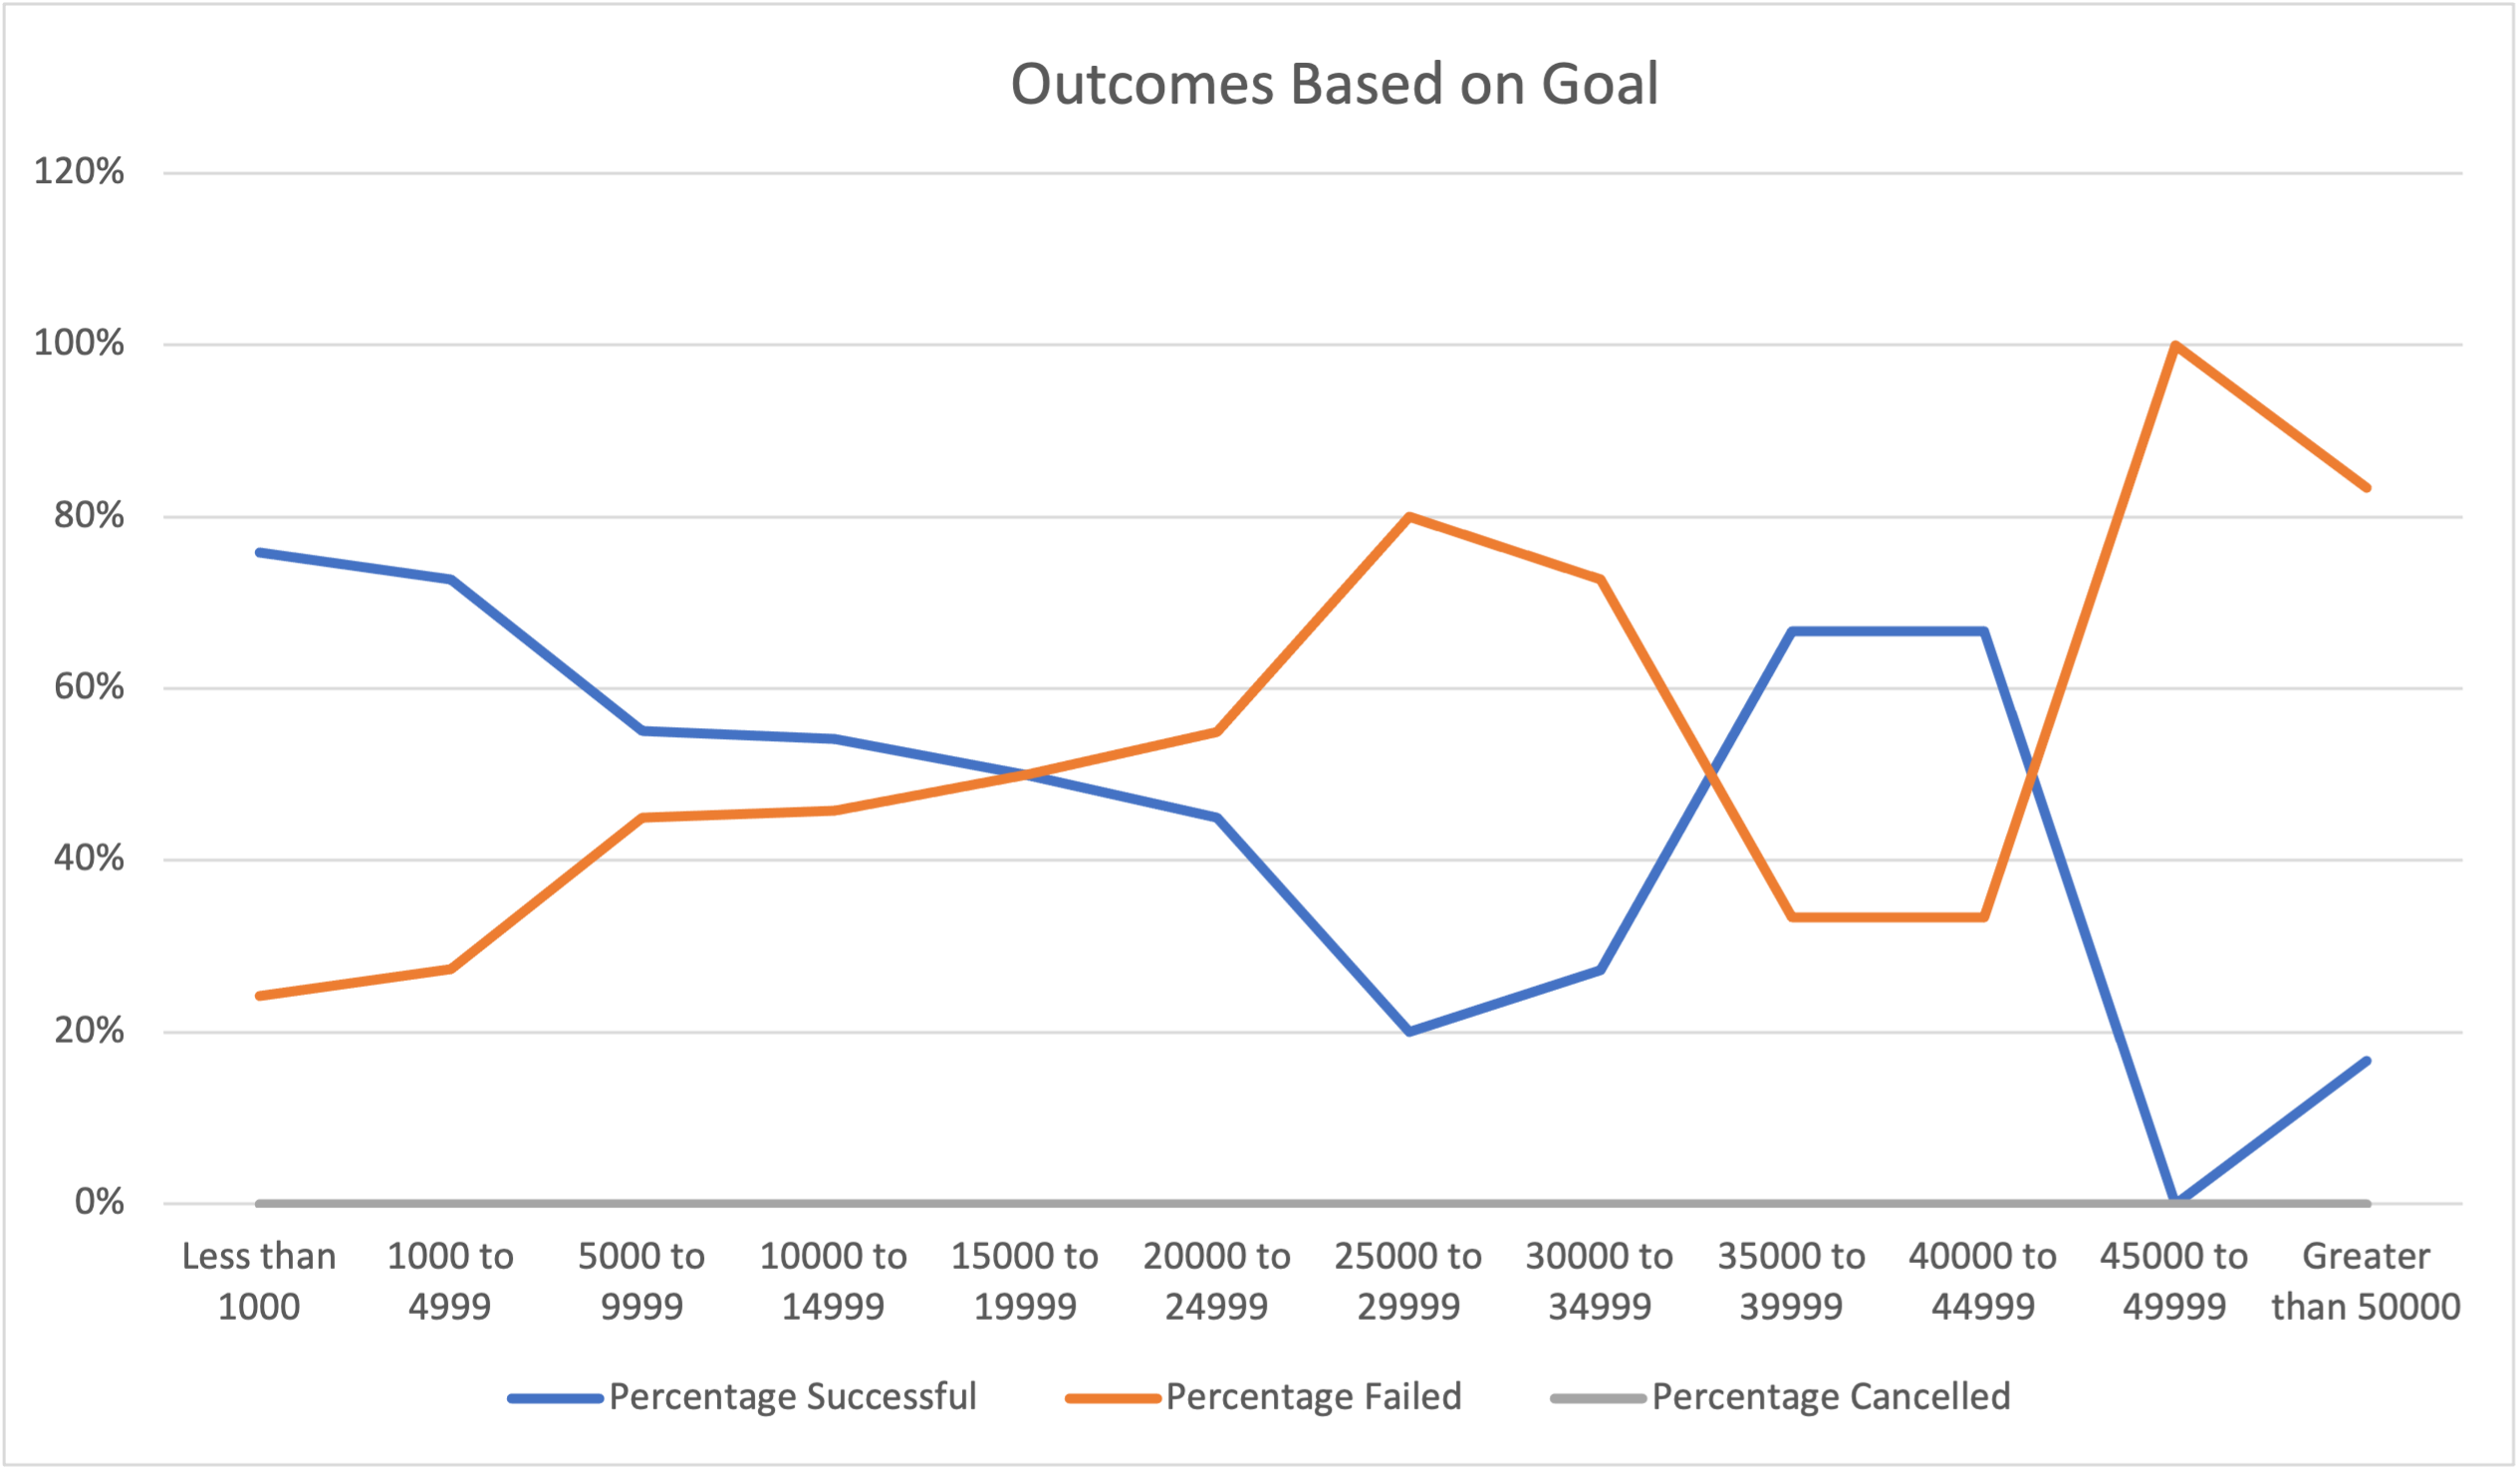 Outcomes Based on Goal
120%
100%
80%
60%
40%
20%
0%
Less than
1000
1000 to
4999
5000 to
9999
10000 to
14999
15000 to
19999
20000 to
24999
25000 to
29999
30000 to
34999
35000 to
39999
40000 to
44999
45000 to
49999
Greater
than 50000
Percentage Successful
Percentage Failed
Percentage Cancelled